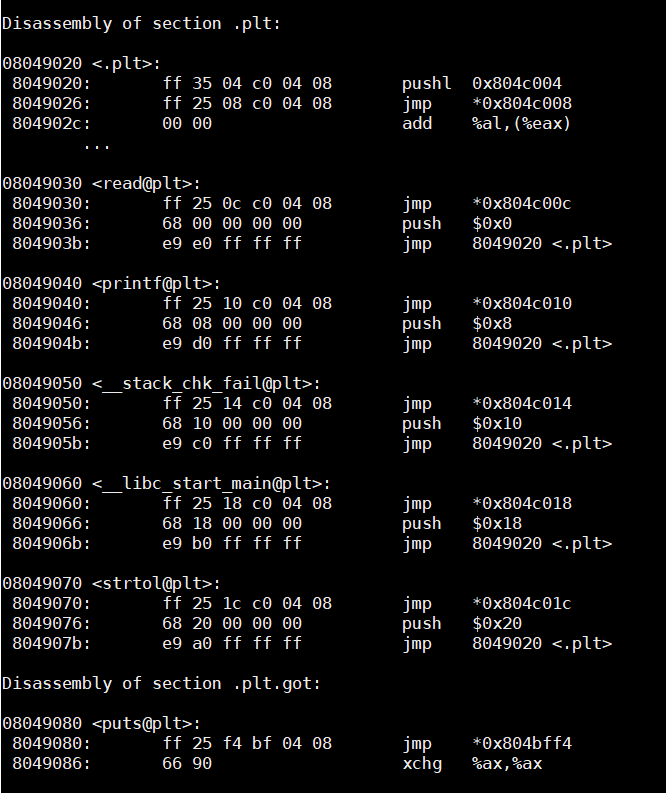 Disassembly of section .plt:
08049020 <.plt>:
8049020: ff 35 04 c0 04 08 pushl 0x804c004
8049026: ff 25 08 c0 04 08 jmp *0x804c008
804902c: 00 00 add %al,(%eax)
...
08049030 <read@plt>:
8049030: ff 25 0c c0 04 08 jmp *0x804c00c
8049036: 68 00 00 00 00 push $0x0
804903b: e9 e0 ff ff ff jmp 8049020 <.plt>
08049040 <printf@plt>:
8049040: ff 25 10 c0 04 08 jmp *0x804c010
8049046: 68 08 00 00 00 push $0x8
804904b: e9 d0 ff ff ff jmp 8049020 <.plt>
08049050 <__stack_chk_fail@plt>:
8049050: ff 25 14 c0 04 08 jmp *0x804c014
8049056: 68 10 00 00 00 push $0x10
804905b: e9 c0 ff ff ff jmp 8049020 <.plt>
08049060 <__libc_start_main@plt>:
8049060: ff 25 18 c0 04 08 jmp *0x804c018
8049066: 68 18 00 00 00 push $0x18
804906b: e9 b0 ff ff ff jmp 8049020 <.plt>
08049070 <strtol@plt>:
8049070: ff 25 1c c0 04 08 jmp *0x804c01c
8049076: 68 20 00 00 00 push $0x20
804907b: e9 a0 ff ff ff jmp 8049020 <.plt>
Disassembly of section .plt.got:
08049080 <puts@plt>:
8049080: ff 25 f4 bf 04 08 jmp *0x804bff4
8049086: 66 90 xchg %ax,%ax